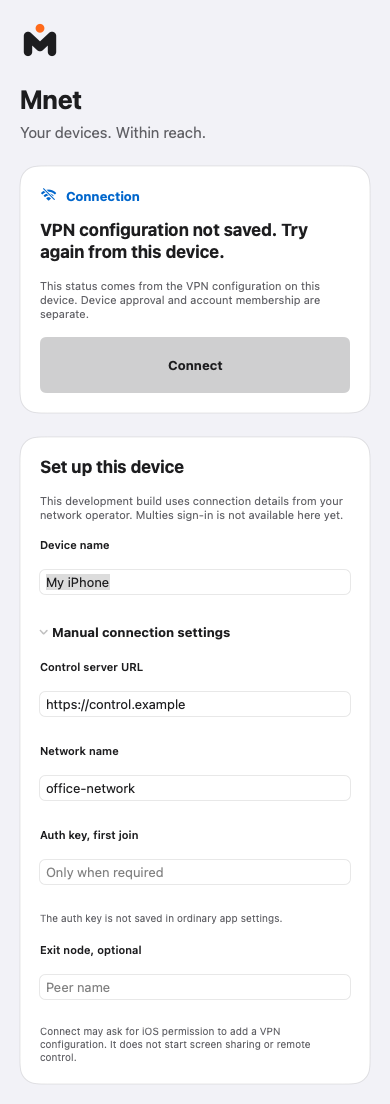 Mnet
Your devices. Within reach.
Connection
VPN configuration not saved. Try
again from this device.
This status comes from the VPN configuration on this
device. Device approval and account membership are
separate.
Connect
Set up this device
This development build uses connection details from your
network operator. Multies sign-in is not available here yet.
Device name
My iPhone
Manual connection settings
Control server URL
https://control.example
Network name
office-network
Auth key, first join
Only when required
The auth key is not saved in ordinary app settings.
Exit node, optional
Peer name
Connect may ask for iOS permission to add a VPN
configuration. It does not start screen sharing or remote
control.